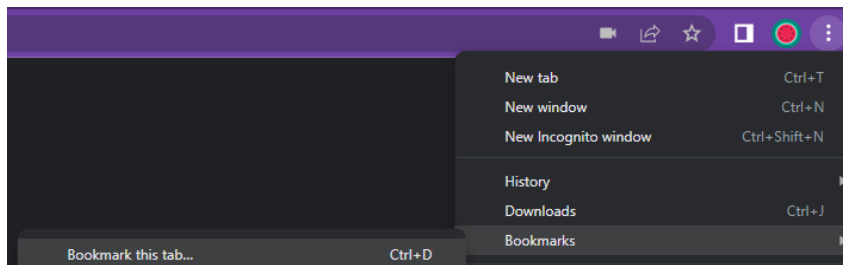 New tab Ctrl+T
New window Ctrl+N
New Incognito window Ctrl+Shift+N
History
Downloads Ctrl+J
Bookmarks
Bookmark this tab... Ctrl+D